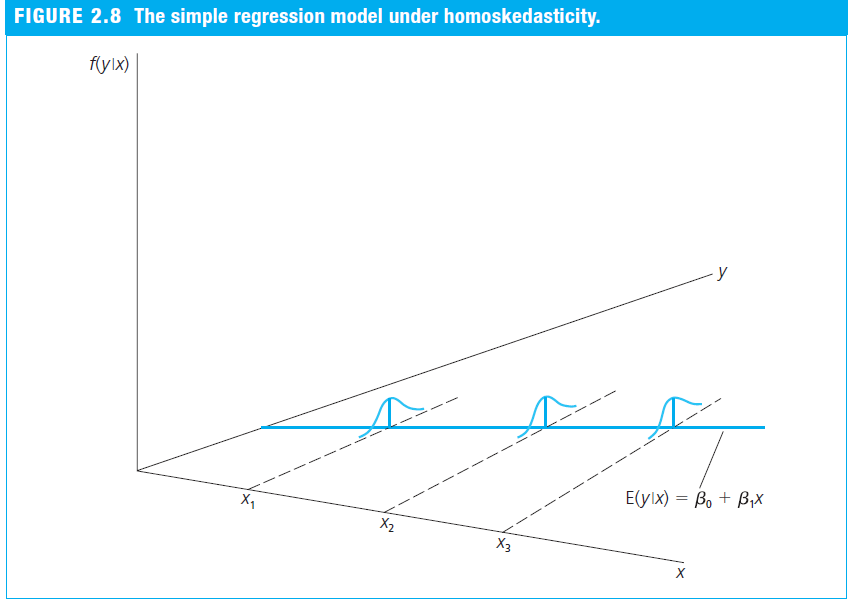 FIGURE 2.8 The simple regression model under homoskedasticity.
f(y|x)
y
x₁
x₂
x₃
E(y|x) = β₀ + β₁x
x